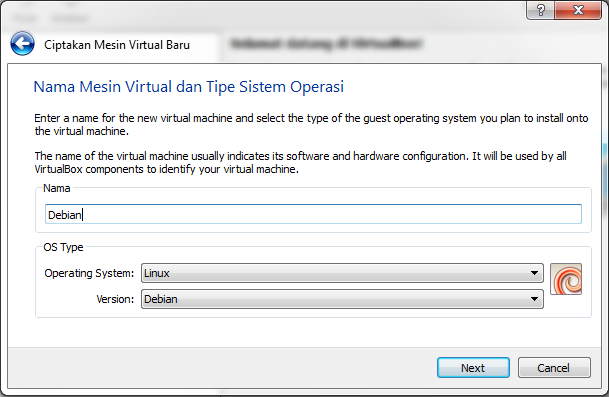 Selamat datang di VirtualBox!
Ciptakan Mesin Virtual Baru
Nama Mesin Virtual dan Tipe Sistem Operasi
Enter a name for the new virtual machine and select the type of the guest operating system you plan to install onto
the virtual machine.
The name of the virtual machine usually indicates its software and hardware configuration. It will be used by all
VirtualBox components to identify your virtual machine.
Nama
Debian
OS Type
Operating System: Linux
Version: Debian
Next Cancel